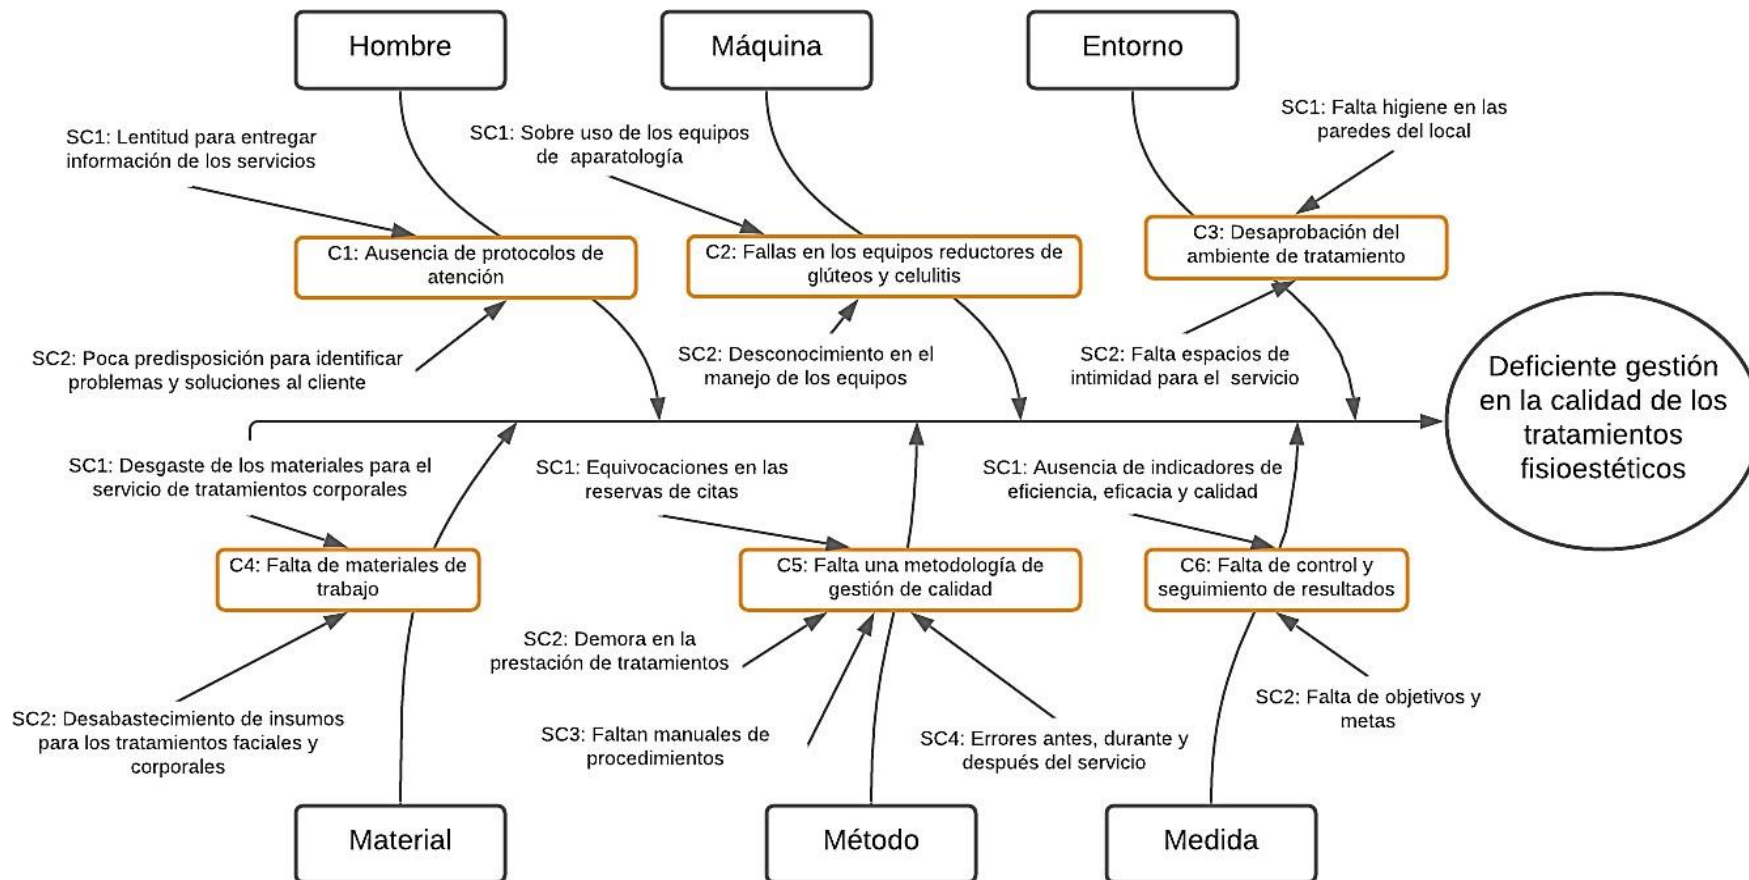 Hombre
Máquina
Entorno
SC1: Lentitud para entregar
información de los servicios
SC1: Sobre uso de los equipos
de aparatología
SC1: Falta higiene en las
paredes del local
C1: Ausencia de protocolos de
atención
C2: Fallas en los equipos reductores de
glúteos y celulitis
C3: Desaprobación del
ambiente de tratamiento
SC2: Poca predisposición para identificar
problemas y soluciones al cliente
SC2: Desconocimiento en el
manejo de los equipos
SC2: Falta espacios de
intimidad para el servicio
Deficiente gestión
en la calidad de los
tratamientos
fisioestéticos
SC1: Desgaste de los materiales para el
servicio de tratamientos corporales
SC1: Equivocaciones en las
reservas de citas
SC1: Ausencia de indicadores de
eficiencia, eficacia y calidad
C4: Falta de materiales de
trabajo
C5: Falta una metodología de
gestión de calidad
C6: Falta de control y
seguimiento de resultados
SC2: Desabastecimiento de insumos
para los tratamientos faciales y
corporales
SC2: Demora en la
prestación de tratamientos
SC3: Faltan manuales de
procedimientos
SC4: Errores antes, durante y
después del servicio
SC2: Falta de objetivos y
metas
Material
Método
Medida